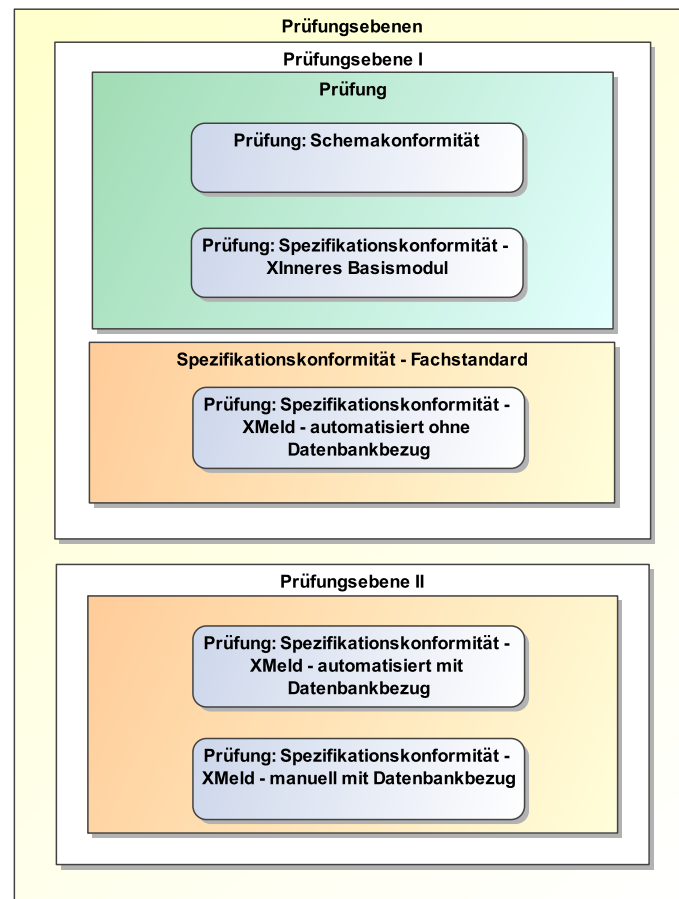 Prüfungsebenen
Prüfungsebene I
Prüfung
Prüfung: Schemakonformität
Prüfung: Spezifikationskonformität -
XInneres Basismodul
Spezifikationskonformität - Fachstandard
Prüfung: Spezifikationskonformität -
XMeld - automatisiert ohne
Datenbankbezug
Prüfungsebene II
Prüfung: Spezifikationskonformität -
XMeld - automatisiert mit
Datenbankbezug
Prüfung: Spezifikationskonformität -
XMeld - manuell mit Datenbankbezug